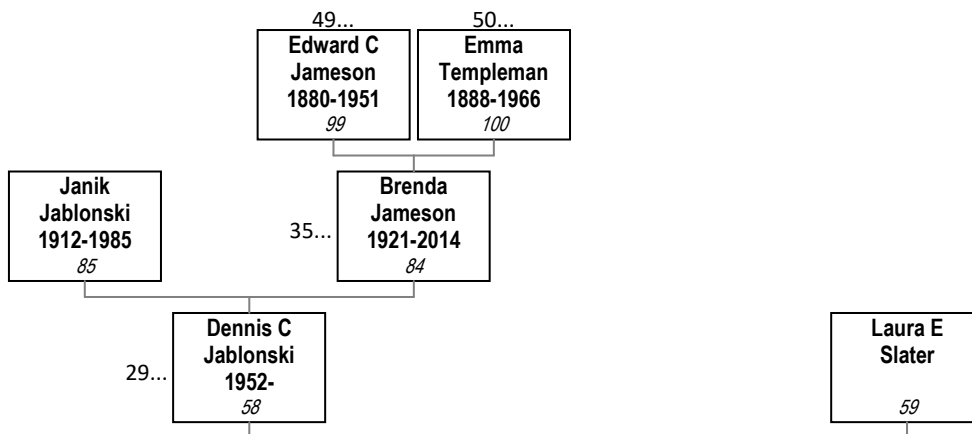 49...
50...
Edward C
Jameson
1880-1951
99
Emma
Templeman
1888-1966
100
Janik
Jablonski
1912-1985
85
35...
Brenda
Jameson
1921-2014
84
29...
Dennis C
Jablonski
1952-
58
Laura E
Slater
59